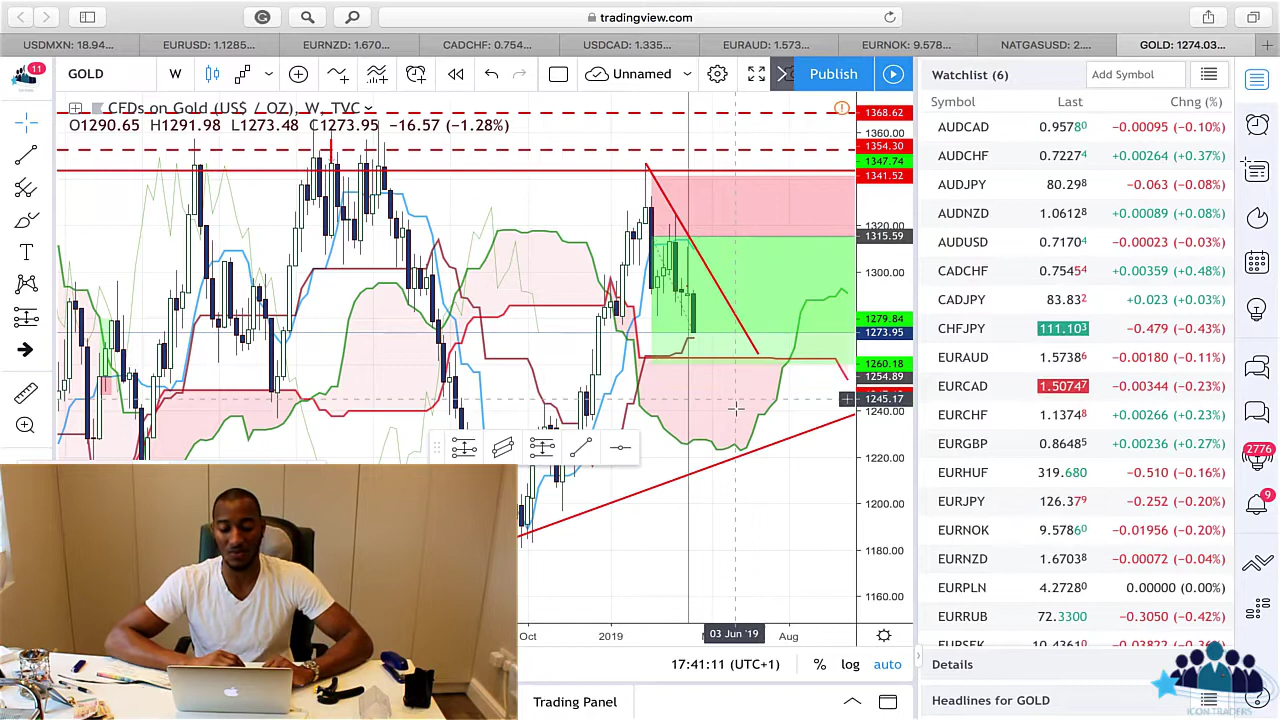 tradingview.com
USDMXN: 18.94...
EURUSD: 1.1285...
EURNZD: 1.670...
CADCHF: 0.754...
USDCAD: 1.335...
EURAUD: 1.573...
EURNOK: 9.578...
NATGASUSD: 2....
GOLD: 1274.03...
11
GOLD
W
Unnamed
Publish
CFDs on Gold (US$ / OZ), W, TVC
O1290.65 H1291.98 L1273.48 C1273.95 −16.57 (−1.28%)
1368.62
1360.00
1354.30
1347.74
1341.52
1320.00
1315.59
1300.00
1279.84
1273.95
1260.18
1254.89
1245.17
1240.00
1220.00
1200.00
1180.00
1160.00
Oct
2019
03 Jun '19
Aug
17:41:11 (UTC+1)
%
log
auto
Trading Panel
Watchlist (6)
Add Symbol
Symbol Last Chng (%)
AUDCAD 0.95780 −0.00095 (−0.10%)
AUDCHF 0.72274 +0.00264 (+0.37%)
AUDJPY 80.298 −0.063 (−0.08%)
AUDNZD 1.06128 +0.00089 (+0.08%)
AUDUSD 0.71704 −0.00023 (−0.03%)
CADCHF 0.75454 +0.00359 (+0.48%)
CADJPY 83.832 +0.023 (+0.03%)
CHFJPY 111.103 −0.479 (−0.43%)
EURAUD 1.57386 −0.00180 (−0.11%)
EURCAD 1.50747 −0.00344 (−0.23%)
EURCHF 1.13748 +0.00266 (+0.23%)
EURGBP 0.86485 +0.00236 (+0.27%)
EURHUF 319.680 −0.510 (−0.16%)
EURJPY 126.379 −0.252 (−0.20%)
EURNOK 9.57860 −0.01956 (−0.20%)
EURNZD 1.67038 −0.00072 (−0.04%)
EURPLN 4.27280 0.00000 (0.00%)
EURRUB 72.3300 −0.3050 (−0.42%)
Details
Headlines for GOLD
2776
9
ICON TRADERS